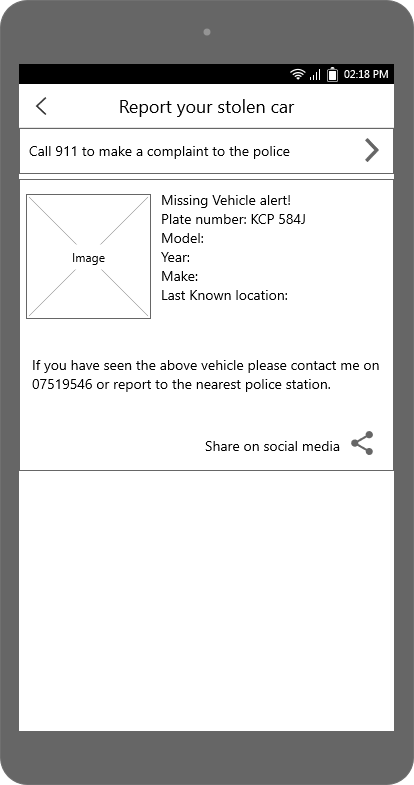 02:18 PM
Report your stolen car
Call 911 to make a complaint to the police
Image
Missing Vehicle alert!
Plate number: KCP 584J
Model:
Year:
Make:
Last Known location:
If you have seen the above vehicle please contact me on
07519546 or report to the nearest police station.
Share on social media